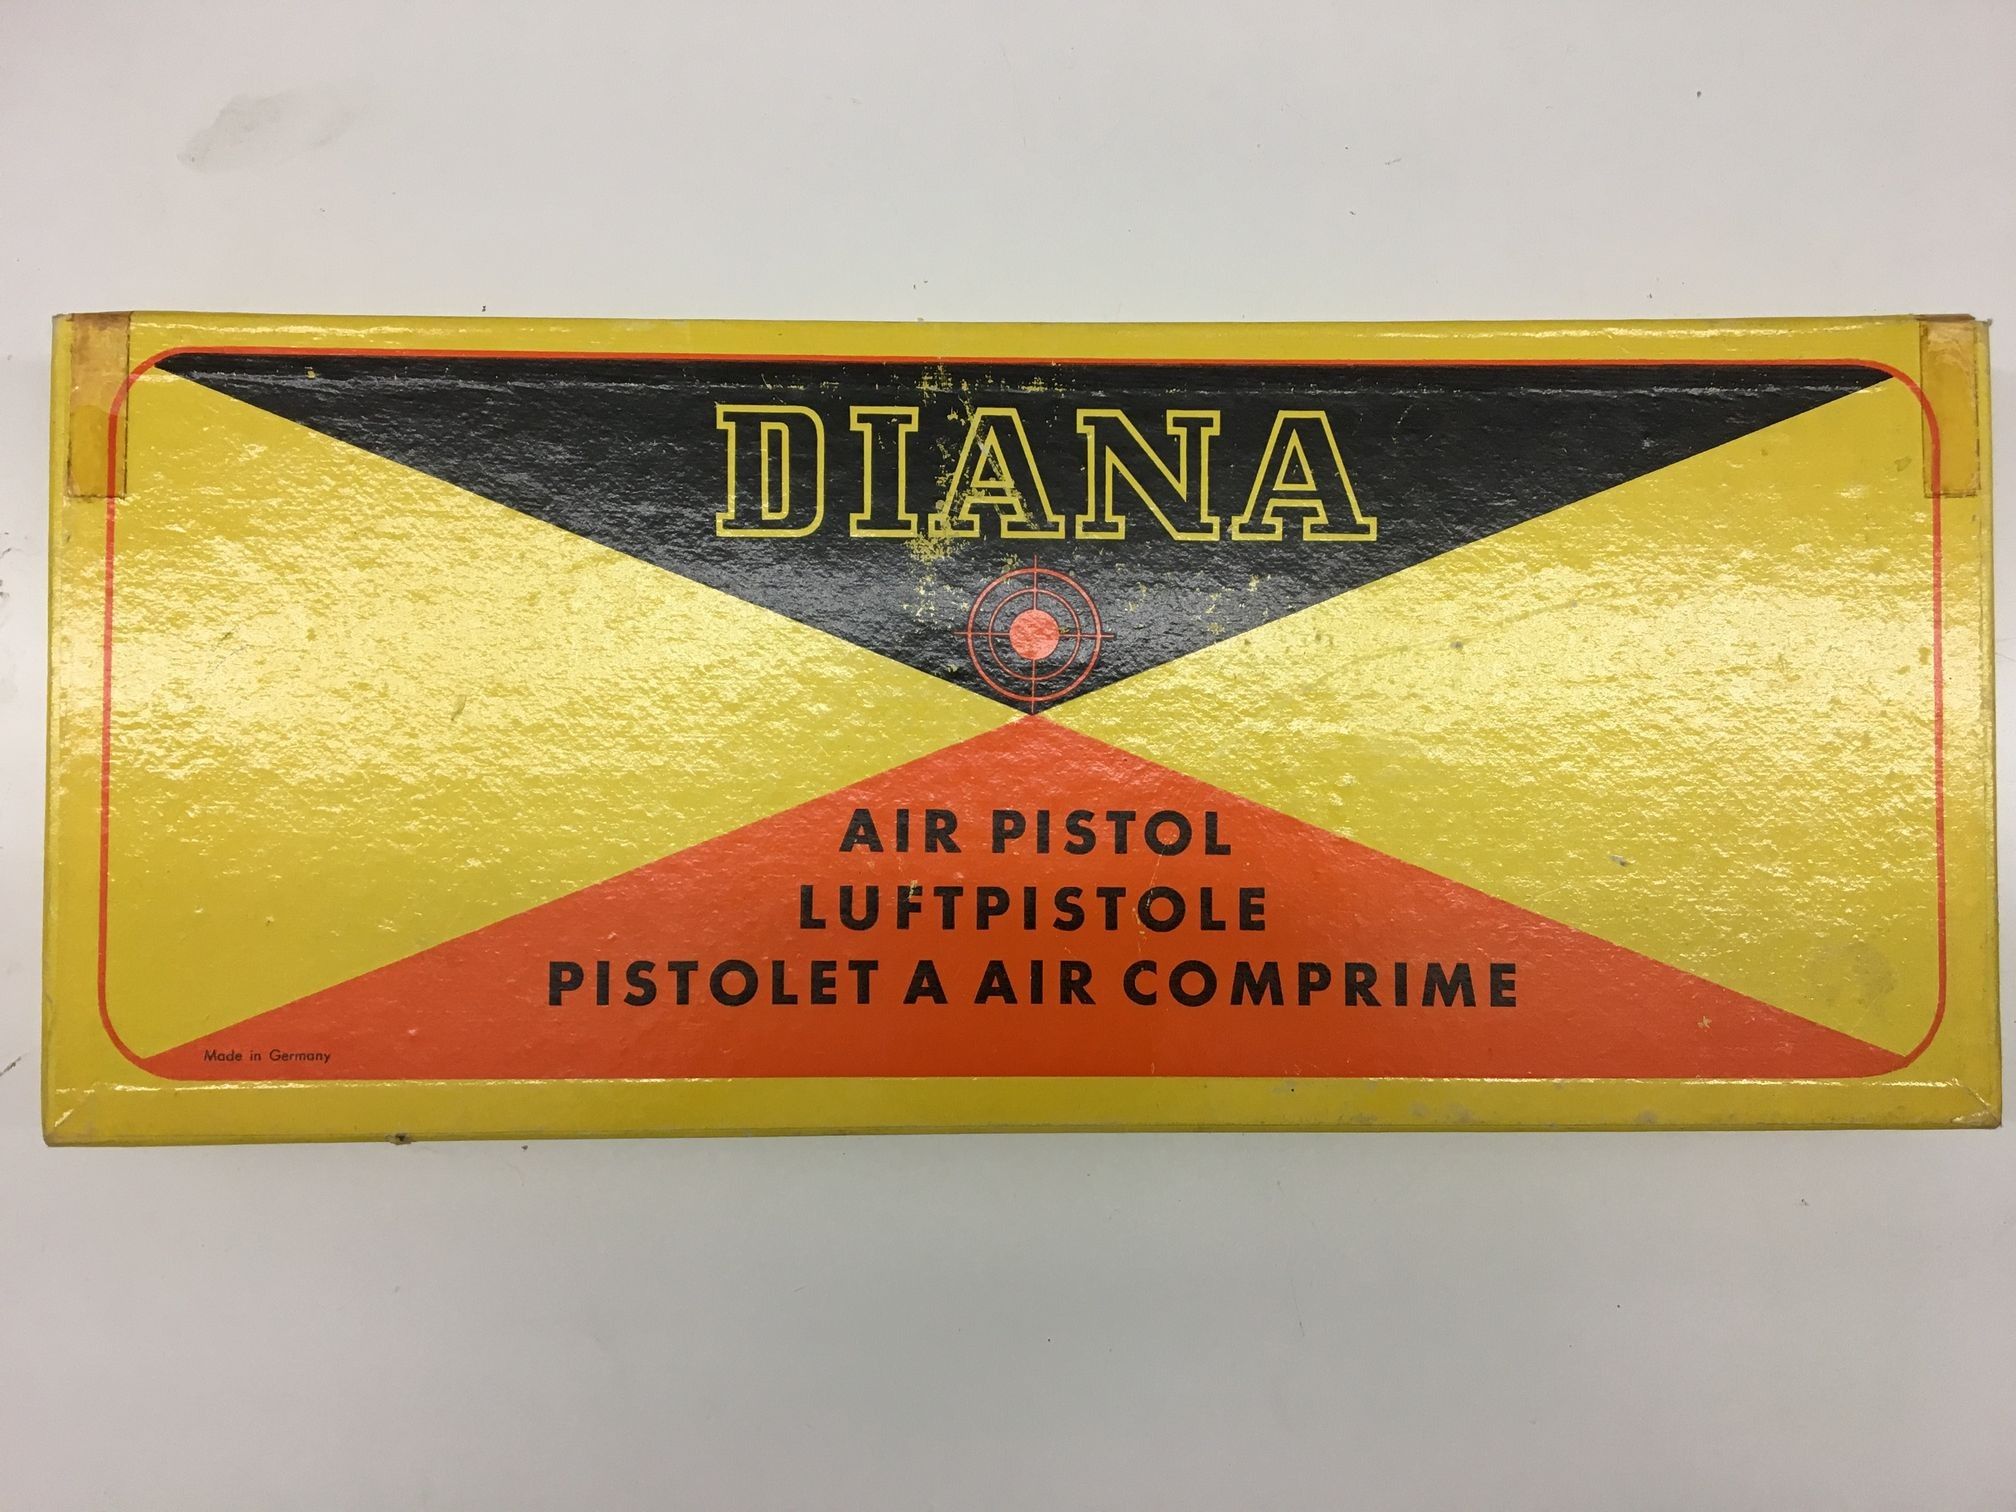 DIANA
AIR PISTOL
LUFTPISTOLE
PISTOLET A AIR COMPRIME
Made in Germany